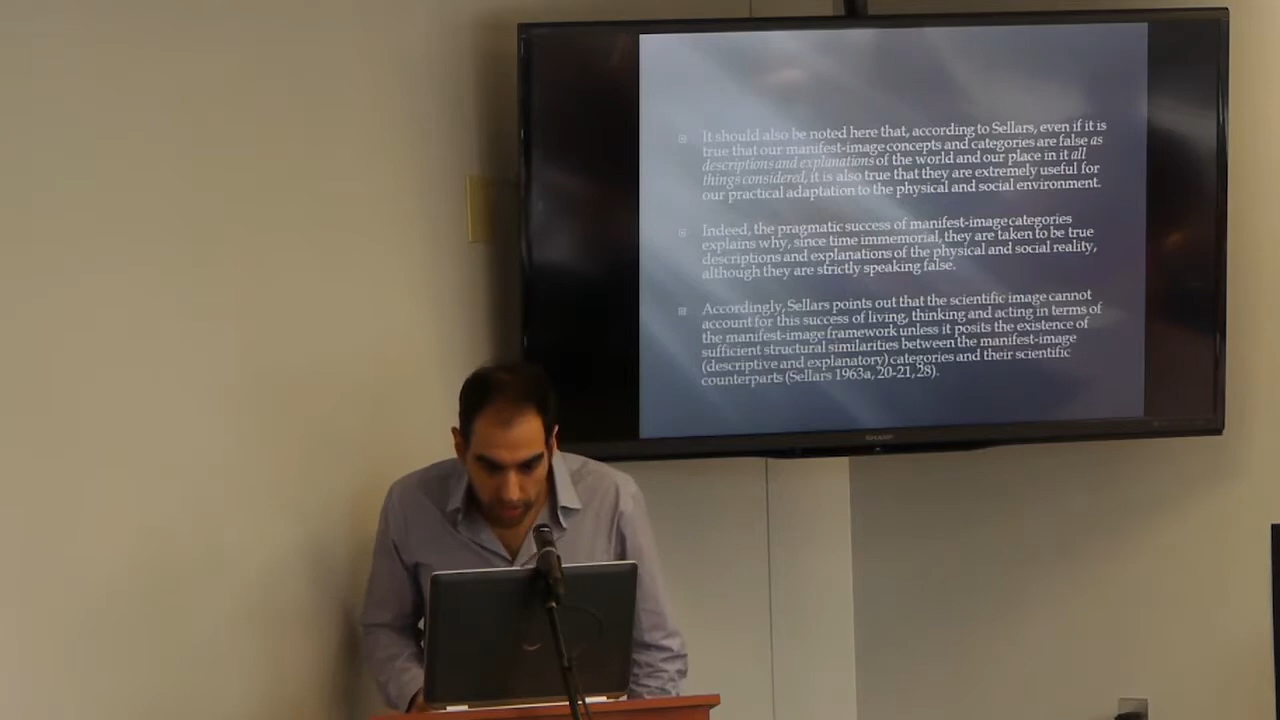 It should also be noted here that, according to Sellars, even if it is
true that our manifest-image concepts and categories are false as
descriptions and explanations of the world and our place in it all
things considered, it is also true that they are extremely useful for
our practical adaptation to the physical and social environment.
Indeed, the pragmatic success of manifest-image categories
explains why, since time immemorial, they are taken to be true
descriptions and explanations of the physical and social reality,
although they are strictly speaking false.
Accordingly, Sellars points out that the scientific image cannot
account for this success of living, thinking and acting in terms of
the manifest-image framework unless it posits the existence of
sufficient structural similarities between the manifest-image
(descriptive and explanatory) categories and their scientific
counterparts (Sellars 1963a, 20-21, 28).
SHARP